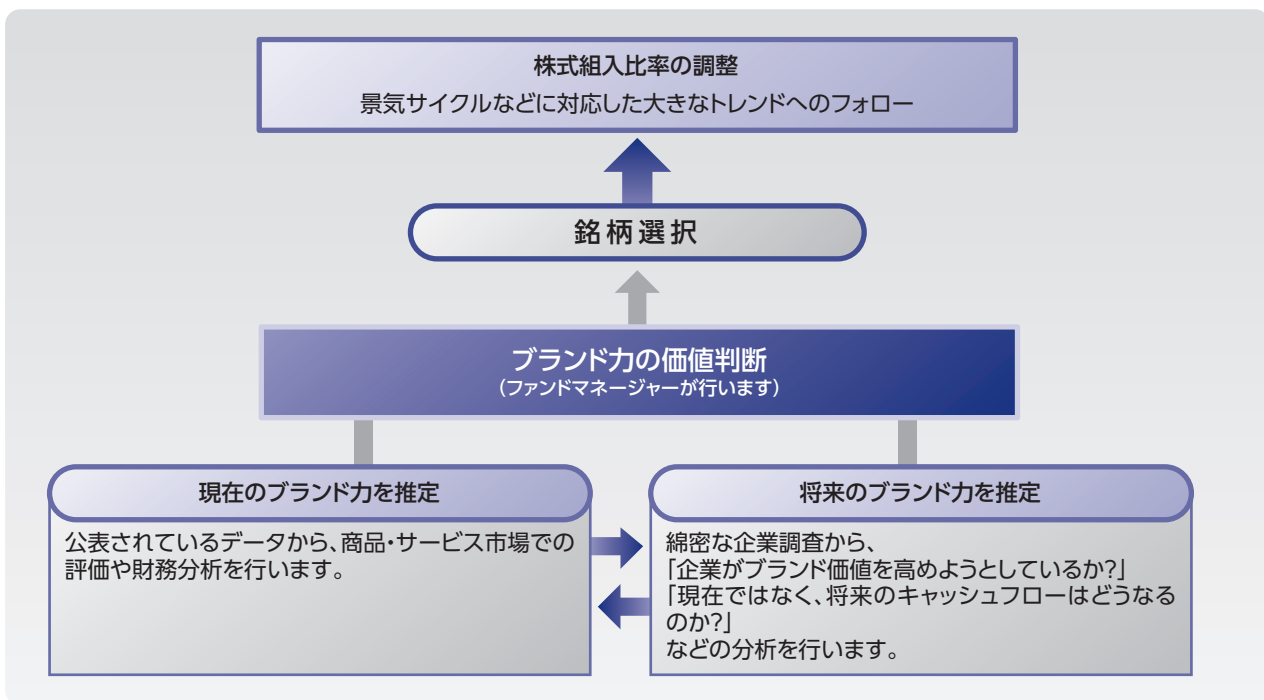 株式組入比率の調整
景気サイクルなどに対応した大きなトレンドへのフォロー
銘柄選択
ブランド力の価値判断
(ファンドマネージャーが行います)
現在のブランド力を推定
公表されているデータから、商品・サービス市場での
評価や財務分析を行います。
将来のブランド力を推定
綿密な企業調査から、
「企業がブランド価値を高めようとしているか?」
「現在ではなく、将来のキャッシュフローはどうなる
のか?」
などの分析を行います。